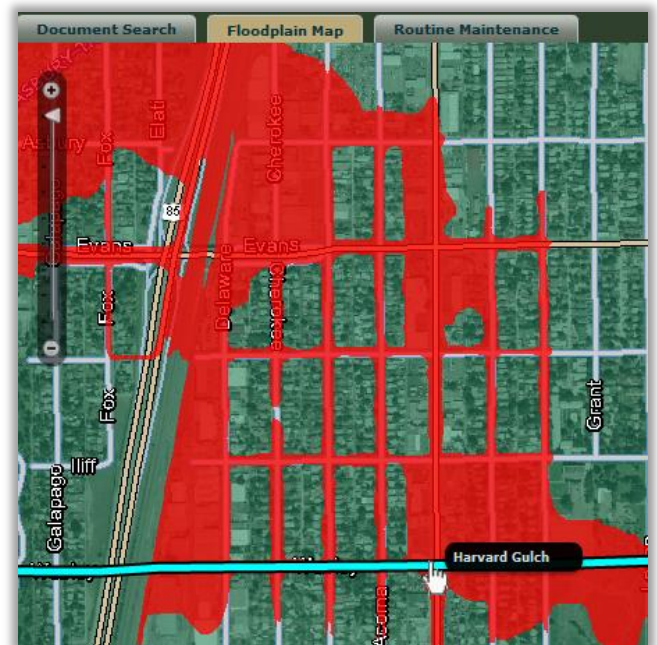 Document Search
Floodplain Map
Routine Maintenance
Asbury
Fox
Elati
Cherokee
85
Evans
Evans
Delaware
Cherokee
Fox
Fox
Grant
Iliff
Galapago
Harvard Gulch
Acoma